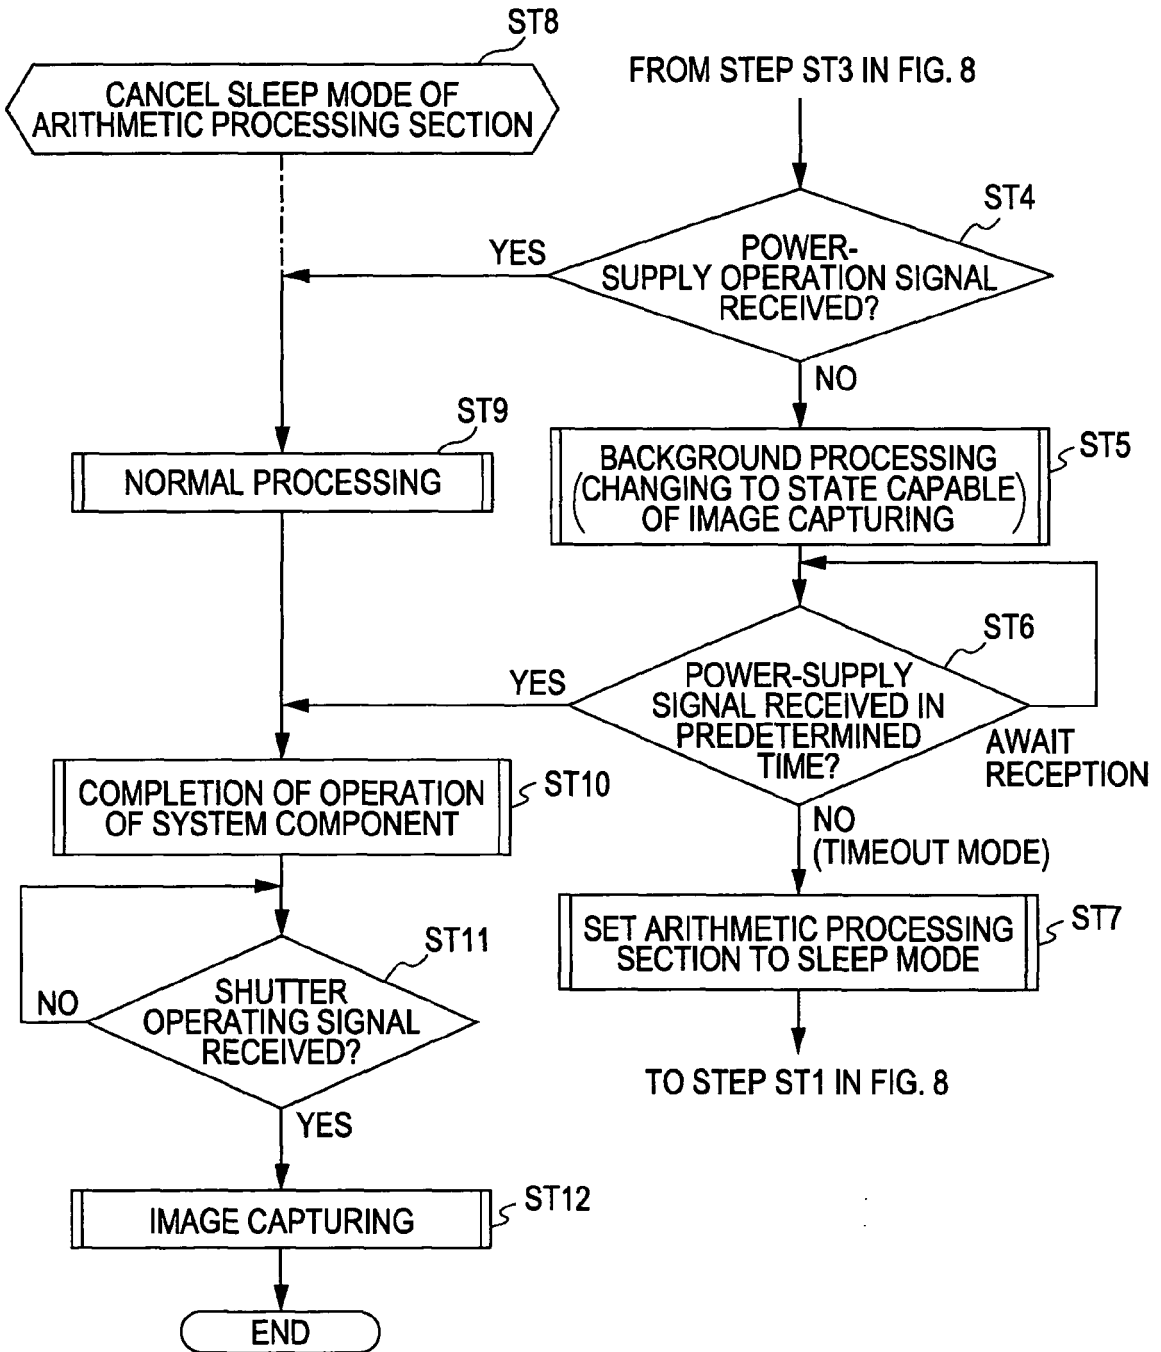 ST8
CANCEL SLEEP MODE OF
ARITHMETIC PROCESSING SECTION
FROM STEP ST3 IN FIG. 8
ST4
POWER-
SUPPLY OPERATION SIGNAL
RECEIVED?
YES
NO
ST9
NORMAL PROCESSING
ST5
BACKGROUND PROCESSING
(CHANGING TO STATE CAPABLE
OF IMAGE CAPTURING)
ST6
POWER-SUPPLY
SIGNAL RECEIVED IN
PREDETERMINED
TIME?
YES
AWAIT
RECEPTION
NO
(TIMEOUT MODE)
ST10
COMPLETION OF OPERATION
OF SYSTEM COMPONENT
ST7
SET ARITHMETIC PROCESSING
SECTION TO SLEEP MODE
TO STEP ST1 IN FIG. 8
ST11
SHUTTER
OPERATING SIGNAL
RECEIVED?
NO
YES
ST12
IMAGE CAPTURING
END